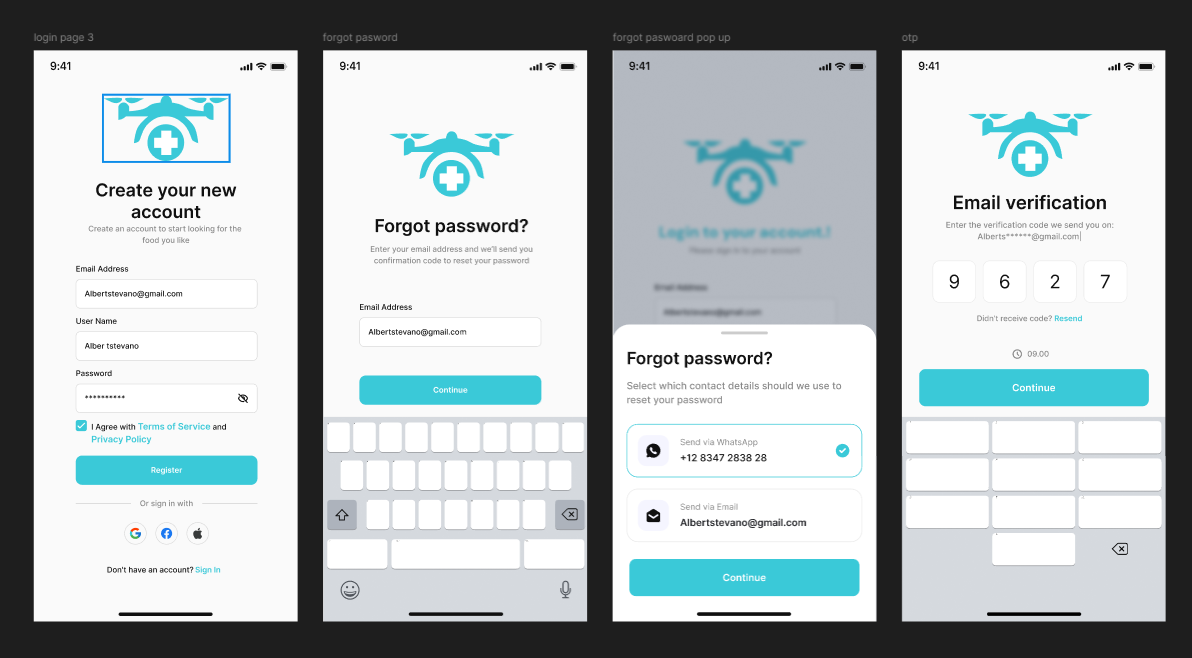 login page 3
9:41
Create your new
account
Create an account to start looking for the
food you like
Email Address
Albertstevano@gmail.com
User Name
Alber tstevano
Password
**********
I Agree with Terms of Service and
Privacy Policy
Register
Or sign in with
G
Don't have an account? Sign In
forgot pasword
9:41
Forgot password?
Enter your email address and we'll send you
confirmation code to reset your password
Email Address
Albertstevano@gmail.com
Continue
forgot paswoard pop up
9:41
Login to your account.!
Please sign in to your account
Email Address
Albertstevano@gmail.com
Forgot password?
Select which contact details should we use to
reset your password
Send via WhatsApp
+12 8347 2838 28
Send via Email
Albertstevano@gmail.com
Continue
otp
9:41
Email verification
Enter the verification code we send you on:
Alberts******@gmail.com|
9 6 2 7
Didn't receive code? Resend
09.00
Continue